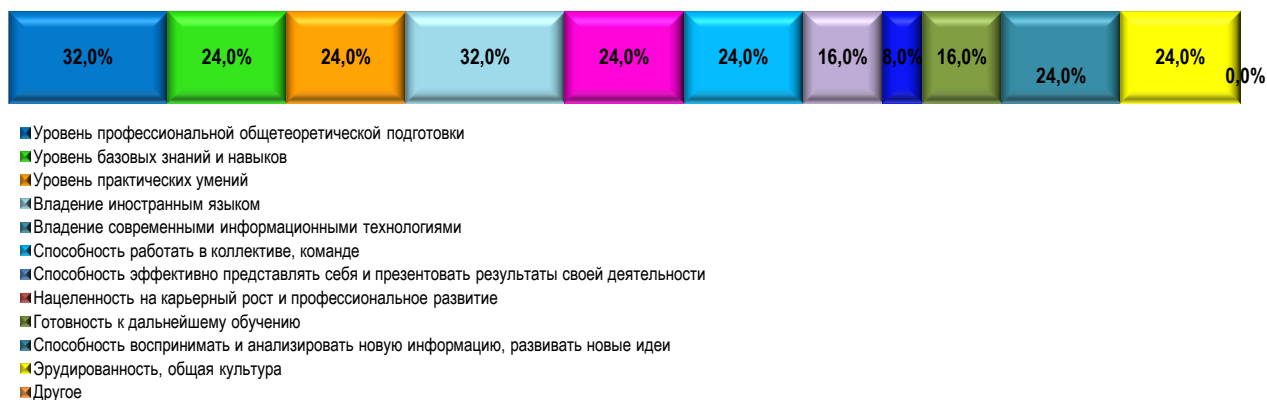 32,0% 24,0% 24,0% 32,0% 24,0% 24,0% 16,0% 8,0% 16,0% 24,0% 24,0% 0,0%
Уровень профессиональной общетеоретической подготовки
Уровень базовых знаний и навыков
Уровень практических умений
Владение иностранным языком
Владение современными информационными технологиями
Способность работать в коллективе, команде
Способность эффективно представлять себя и презентовать результаты своей деятельности
Нацеленность на карьерный рост и профессиональное развитие
Готовность к дальнейшему обучению
Способность воспринимать и анализировать новую информацию, развивать новые идеи
Эрудированность, общая культура
Другое